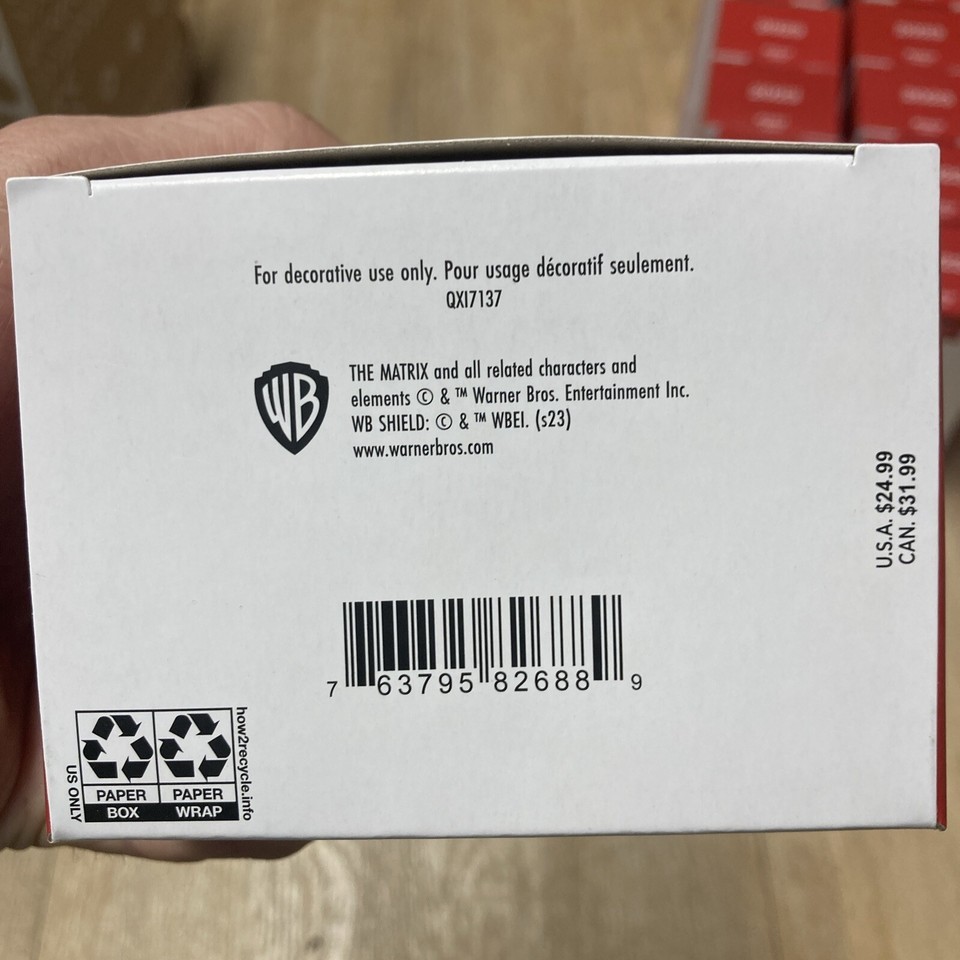 For decorative use only. Pour usage décoratif seulement.
QXI7137
WB
THE MATRIX and all related characters and
elements © & ™ Warner Bros. Entertainment Inc.
WB SHIELD: © & ™ WBEI. (s23)
www.warnerbros.com
U.S.A. $24.99
CAN. $31.99
7 63795 82688 9
how2recycle.info
US ONLY
PAPER PAPER
BOX WRAP